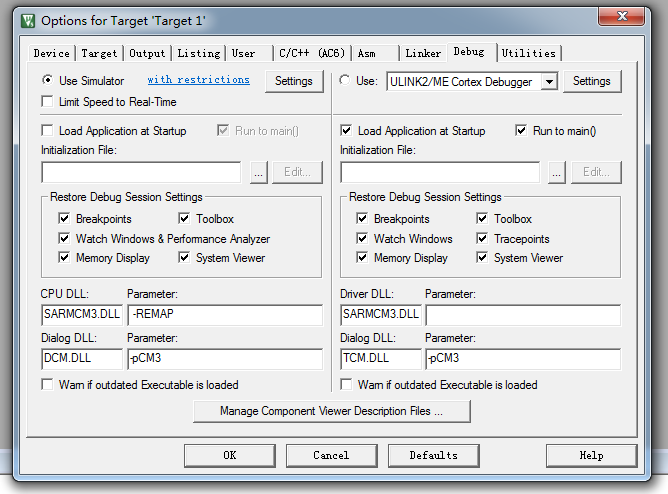 Options for Target 'Target 1'
Device Target Output Listing User C/C++ (AC6) Asm Linker Debug Utilities
Use Simulator with restrictions Settings Use: ULINK2/ME Cortex Debugger Settings
Limit Speed to Real-Time
Load Application at Startup Run to main() Load Application at Startup Run to main()
Initialization File: Initialization File:
... Edit... ... Edit...
Restore Debug Session Settings Restore Debug Session Settings
Breakpoints Toolbox Breakpoints Toolbox
Watch Windows & Performance Analyzer Watch Windows Tracepoints
Memory Display System Viewer Memory Display System Viewer
CPU DLL: Parameter: Driver DLL: Parameter:
SARMCM3.DLL -REMAP SARMCM3.DLL
Dialog DLL: Parameter: Dialog DLL: Parameter:
DCM.DLL -pCM3 TCM.DLL -pCM3
Warn if outdated Executable is loaded Warn if outdated Executable is loaded
Manage Component Viewer Description Files ...
OK Cancel Defaults Help